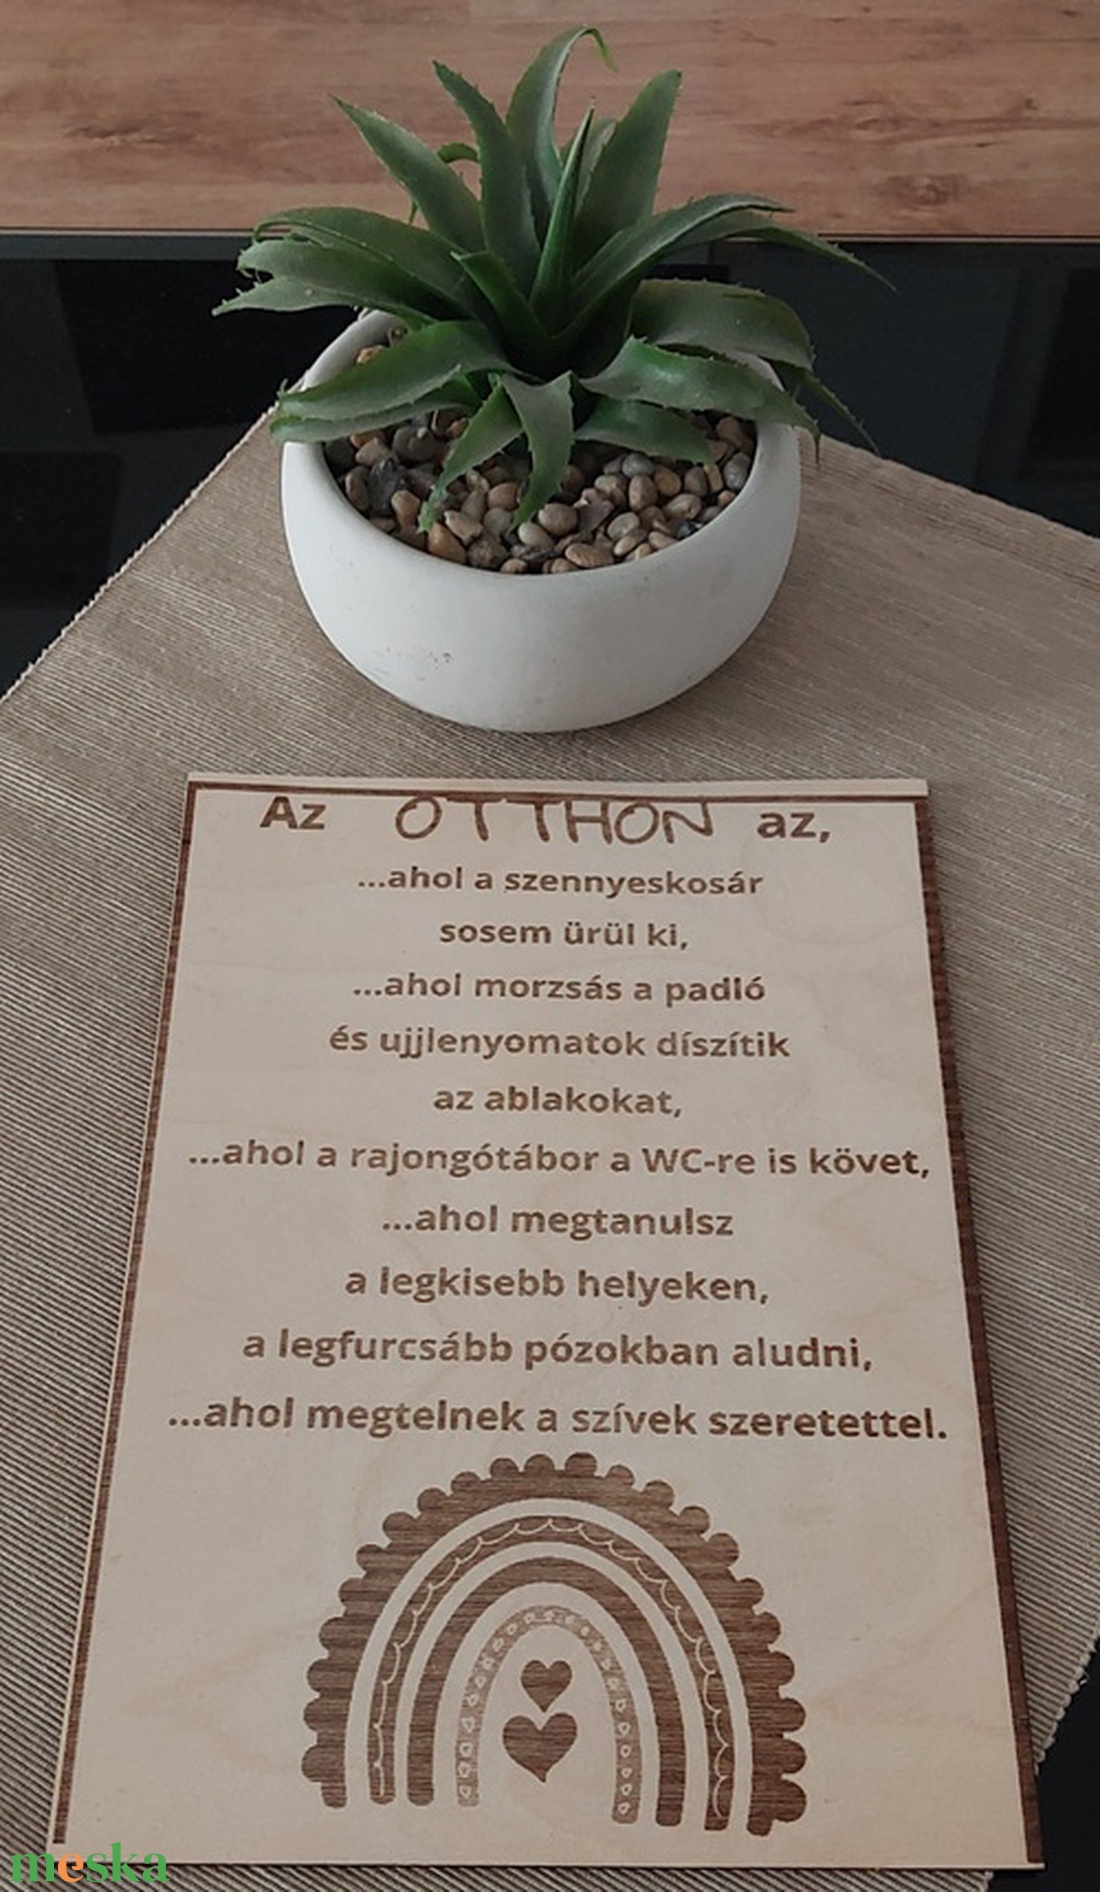 Az OTTHON az,
...ahol a szennyeskosár
sosem ürül ki,
...ahol morzsás a padló
és ujjlenyomatok díszítik
az ablakokat,
...ahol a rajongótábor a WC-re is követ,
...ahol megtanulsz
a legkisebb helyeken,
a legfurcsább pózokban aludni,
...ahol megtelnek a szívek szeretettel.
meska